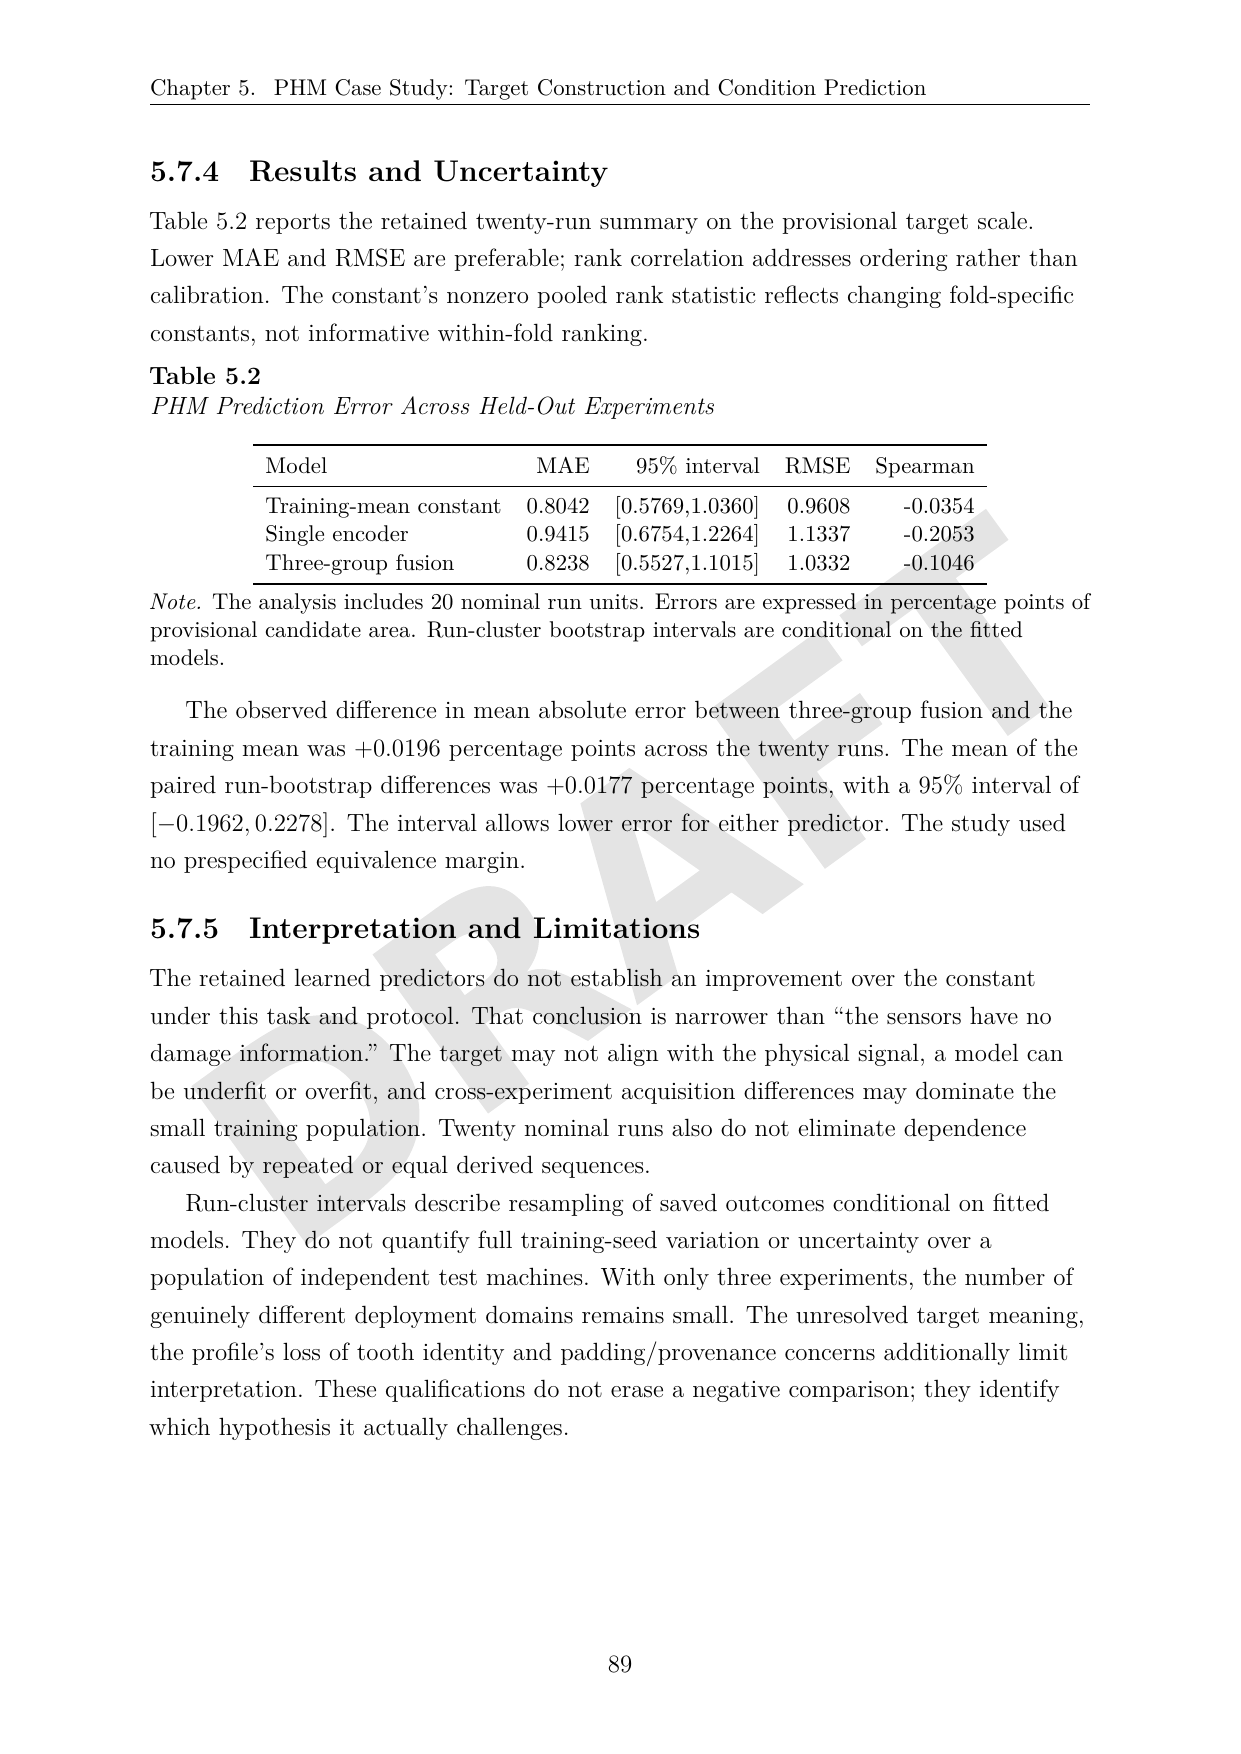 Chapter 5. PHM Case Study: Target Construction and Condition Prediction
5.7.4 Results and Uncertainty
Table 5.2 reports the retained twenty-run summary on the provisional target scale.
Lower MAE and RMSE are preferable; rank correlation addresses ordering rather than
calibration. The constant’s nonzero pooled rank statistic reflects changing fold-specific
constants, not informative within-fold ranking.
Table 5.2
PHM Prediction Error Across Held-Out Experiments
Model MAE 95% interval RMSE Spearman
Training-mean constant 0.8042 [0.5769,1.0360] 0.9608 -0.0354
Single encoder 0.9415 [0.6754,1.2264] 1.1337 -0.2053
Three-group fusion 0.8238 [0.5527,1.1015] 1.0332 -0.1046
Note. The analysis includes 20 nominal run units. Errors are expressed in percentage points of
provisional candidate area. Run-cluster bootstrap intervals are conditional on the fitted
models.
The observed difference in mean absolute error between three-group fusion and the
training mean was +0.0196 percentage points across the twenty runs. The mean of the
paired run-bootstrap differences was +0.0177 percentage points, with a 95% interval of
[−0.1962, 0.2278]. The interval allows lower error for either predictor. The study used
no prespecified equivalence margin.
5.7.5 Interpretation and Limitations
The retained learned predictors do not establish an improvement over the constant
under this task and protocol. That conclusion is narrower than “the sensors have no
damage information.” The target may not align with the physical signal, a model can
be underfit or overfit, and cross-experiment acquisition differences may dominate the
small training population. Twenty nominal runs also do not eliminate dependence
caused by repeated or equal derived sequences.
Run-cluster intervals describe resampling of saved outcomes conditional on fitted
models. They do not quantify full training-seed variation or uncertainty over a
population of independent test machines. With only three experiments, the number of
genuinely different deployment domains remains small. The unresolved target meaning,
the profile’s loss of tooth identity and padding/provenance concerns additionally limit
interpretation. These qualifications do not erase a negative comparison; they identify
which hypothesis it actually challenges.
DRAFT
89